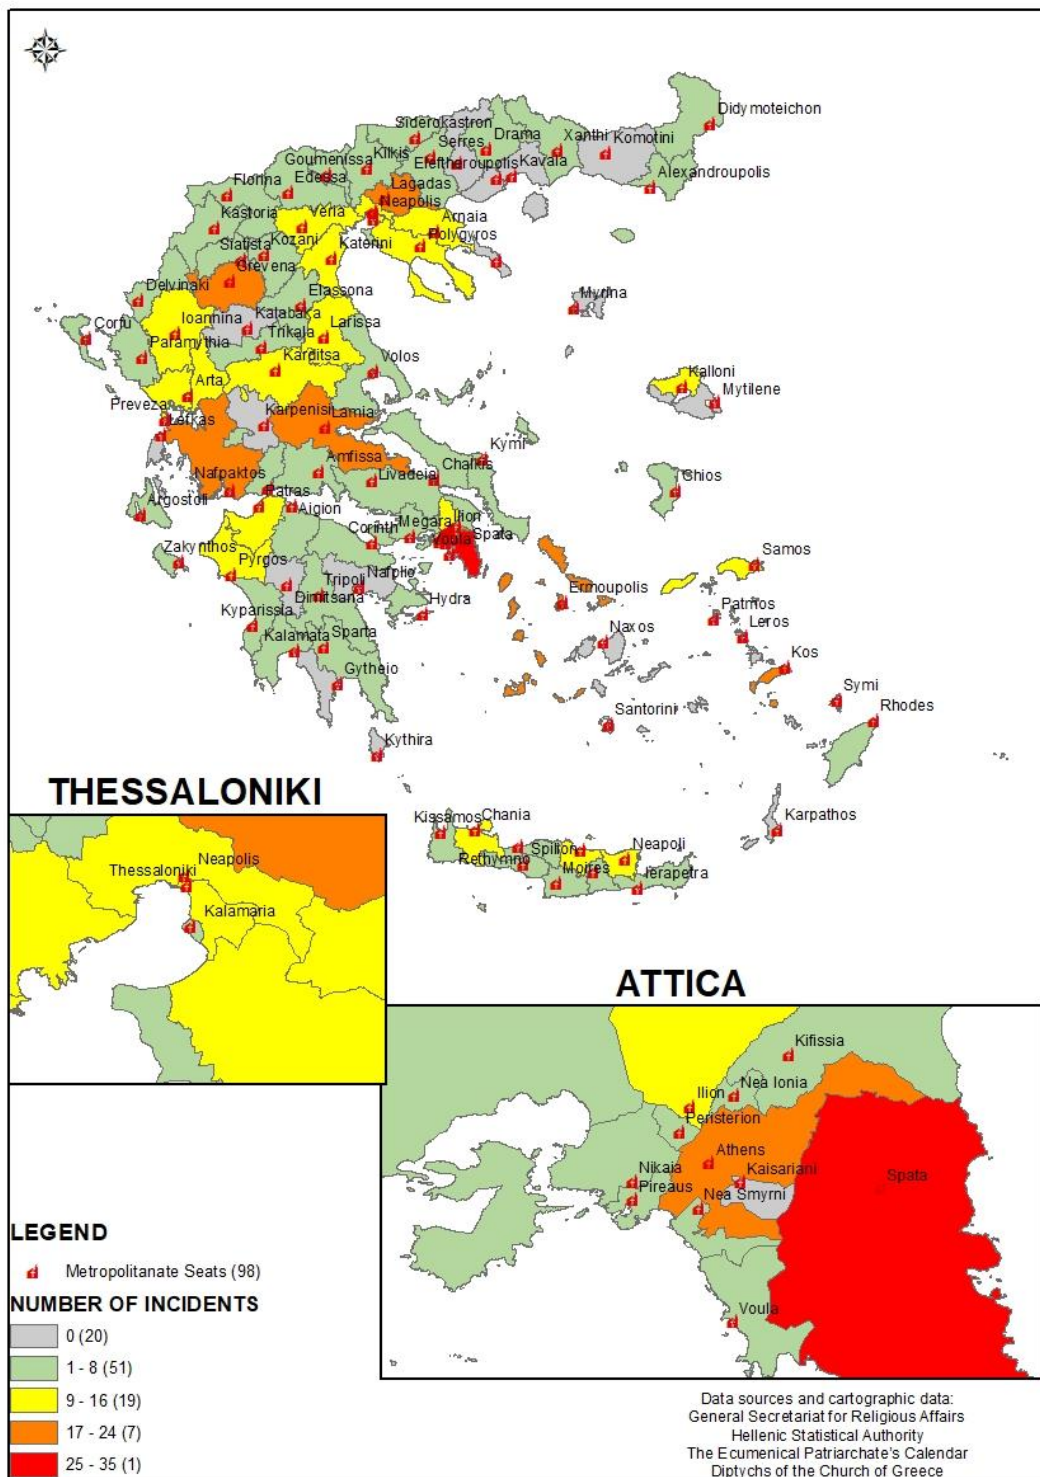 Didymoteichon
Siderokastron
Serres
Drama
Xanthi
Komotini
Goumenissa
Kilkis
Eleftheroupolis
Kavala
Florina
Edessa
Lagadas
Alexandroupolis
Neapolis
Kastoria
Veria
Arnaia
Siatista
Kozani
Katerini
Polygyros
Grevena
Delvinaki
Elassona
Myrina
Corfu
Ioannina
Kalabaka
Larissa
Paramythia
Trikala
Karditsa
Volos
Kalloni
Arta
Mytilene
Preveza
Lefkas
Karpenisi
Lamia
Kymi
Amfissa
Chalkis
Nafpaktos
Livadeia
Chios
Argostoli
Patras
Aigion
Megara
Ilion
Corinth
Voula
Spata
Zakynthos
Pyrgos
Samos
Tripoli
Nafplio
Dimitsana
Ermoupolis
Kyparissia
Hydra
Patmos
Leros
Kalamata
Sparta
Naxos
Kos
Gytheio
Symi
Santorini
Rhodes
Kythira
THESSALONIKI
Karpathos
Kissamos
Chania
Rethymno
Spilion
Neapoli
Moires
Ierapetra
Neapolis
Thessaloniki
Kalamaria
ATTICA
Kifissia
Ilion
Nea Ionia
Peristerion
Athens
Nikaia
Kaisariani
Pireaus
Nea Smyrni
Spata
Voula
LEGEND
Metropolitanate Seats (98)
NUMBER OF INCIDENTS
0 (20)
1 - 8 (51)
9 - 16 (19)
17 - 24 (7)
25 - 35 (1)
Data sources and cartographic data:
General Secretariat for Religious Affairs
Hellenic Statistical Authority
The Ecumenical Patriarchate's Calendar
Diptychs of the Church of Greece